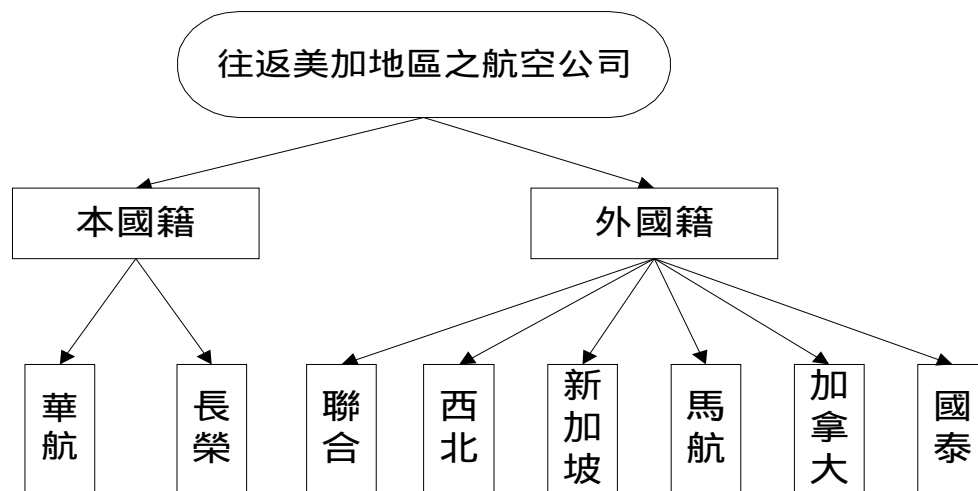 往返美加地區之航空公司
本國籍
外國籍
華航
長榮
聯合
西北
新加坡
馬航
加拿大
國泰